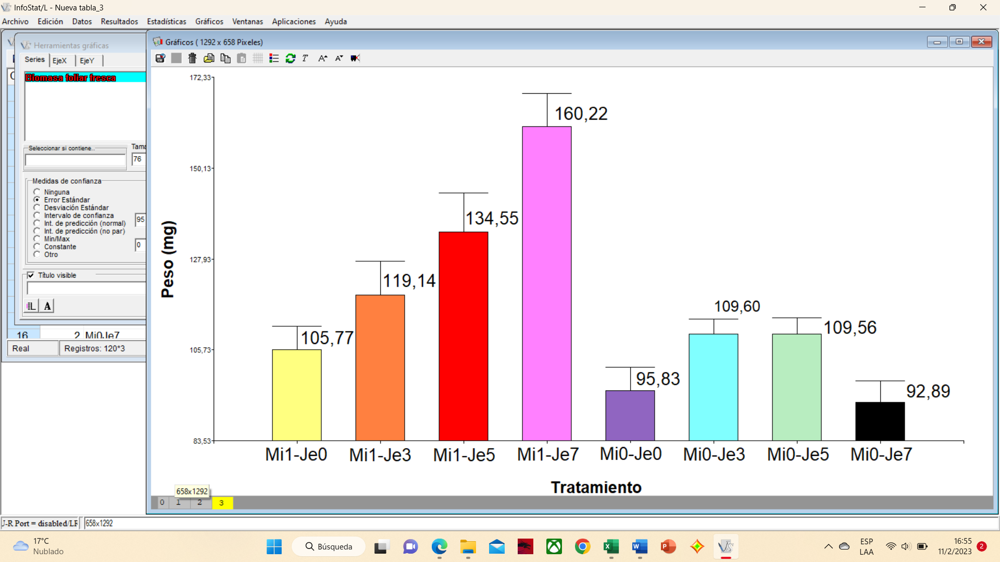 InfoStat/L - Nueva tabla_3
Archivo Edición Datos Resultados Estadísticas Gráficos Ventanas Aplicaciones Ayuda
Herramientas gráficas
Series EjeX EjeY
Biomasa foliar fresca
Seleccionar si contiene..
76
Medidas de confianza
Ninguna
Error Estándar
Desviación Estándar
Intervalo de confianza
95
Int. de predicción (normal)
Int. de predicción (no par)
Min/Max
Constante
0
Otro
Título visible
A
16 2 Mi0Je7
Real Registros: 120*3
Gráficos ( 1292 x 658 Pixeles)
172,33
150,13
127,93
105,73
83,53
Peso (mg)
160,22
134,55
119,14
109,60
109,56
105,77
95,83
92,89
Mi1-Je0 Mi1-Je3 Mi1-Je5 Mi1-Je7 Mi0-Je0 Mi0-Je3 Mi0-Je5 Mi0-Je7
Tratamiento
658x1292
0 1 2 3
J-R Port = disabled/LF 658x1292
17°C
Nublado
Búsqueda
ESP
LAA
16:55
11/2/2023
2